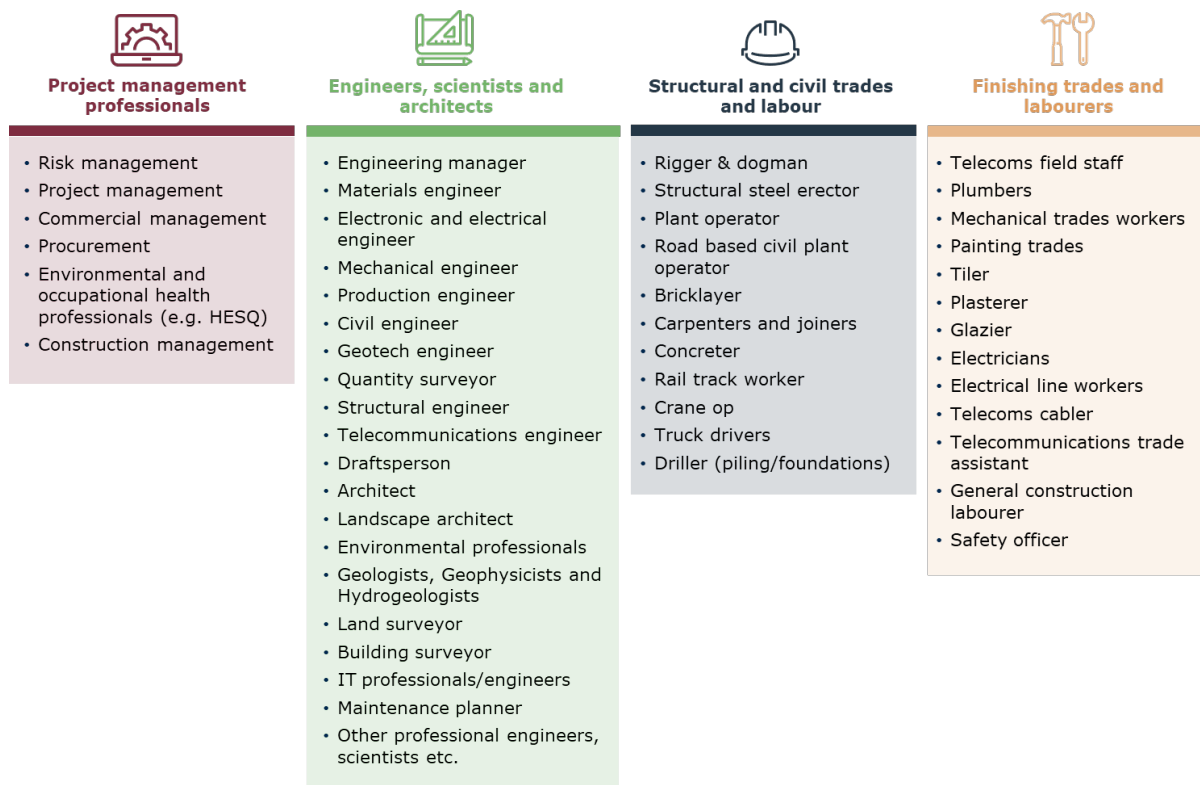 Project management
professionals
• Risk management
• Project management
• Commercial management
• Procurement
• Environmental and
occupational health
professionals (e.g. HESQ)
• Construction management
Engineers, scientists and
architects
• Engineering manager
• Materials engineer
• Electronic and electrical
engineer
• Mechanical engineer
• Production engineer
• Civil engineer
• Geotech engineer
• Quantity surveyor
• Structural engineer
• Telecommunications engineer
• Draftsperson
• Architect
• Landscape architect
• Environmental professionals
• Geologists, Geophysicists and
Hydrogeologists
• Land surveyor
• Building surveyor
• IT professionals/engineers
• Maintenance planner
• Other professional engineers,
scientists etc.
Structural and civil trades
and labour
• Rigger & dogman
• Structural steel erector
• Plant operator
• Road based civil plant
operator
• Bricklayer
• Carpenters and joiners
• Concreter
• Rail track worker
• Crane op
• Truck drivers
• Driller (piling/foundations)
Finishing trades and
labourers
• Telecoms field staff
• Plumbers
• Mechanical trades workers
• Painting trades
• Tiler
• Plasterer
• Glazier
• Electricians
• Electrical line workers
• Telecoms cabler
• Telecommunications trade
assistant
• General construction
labourer
• Safety officer